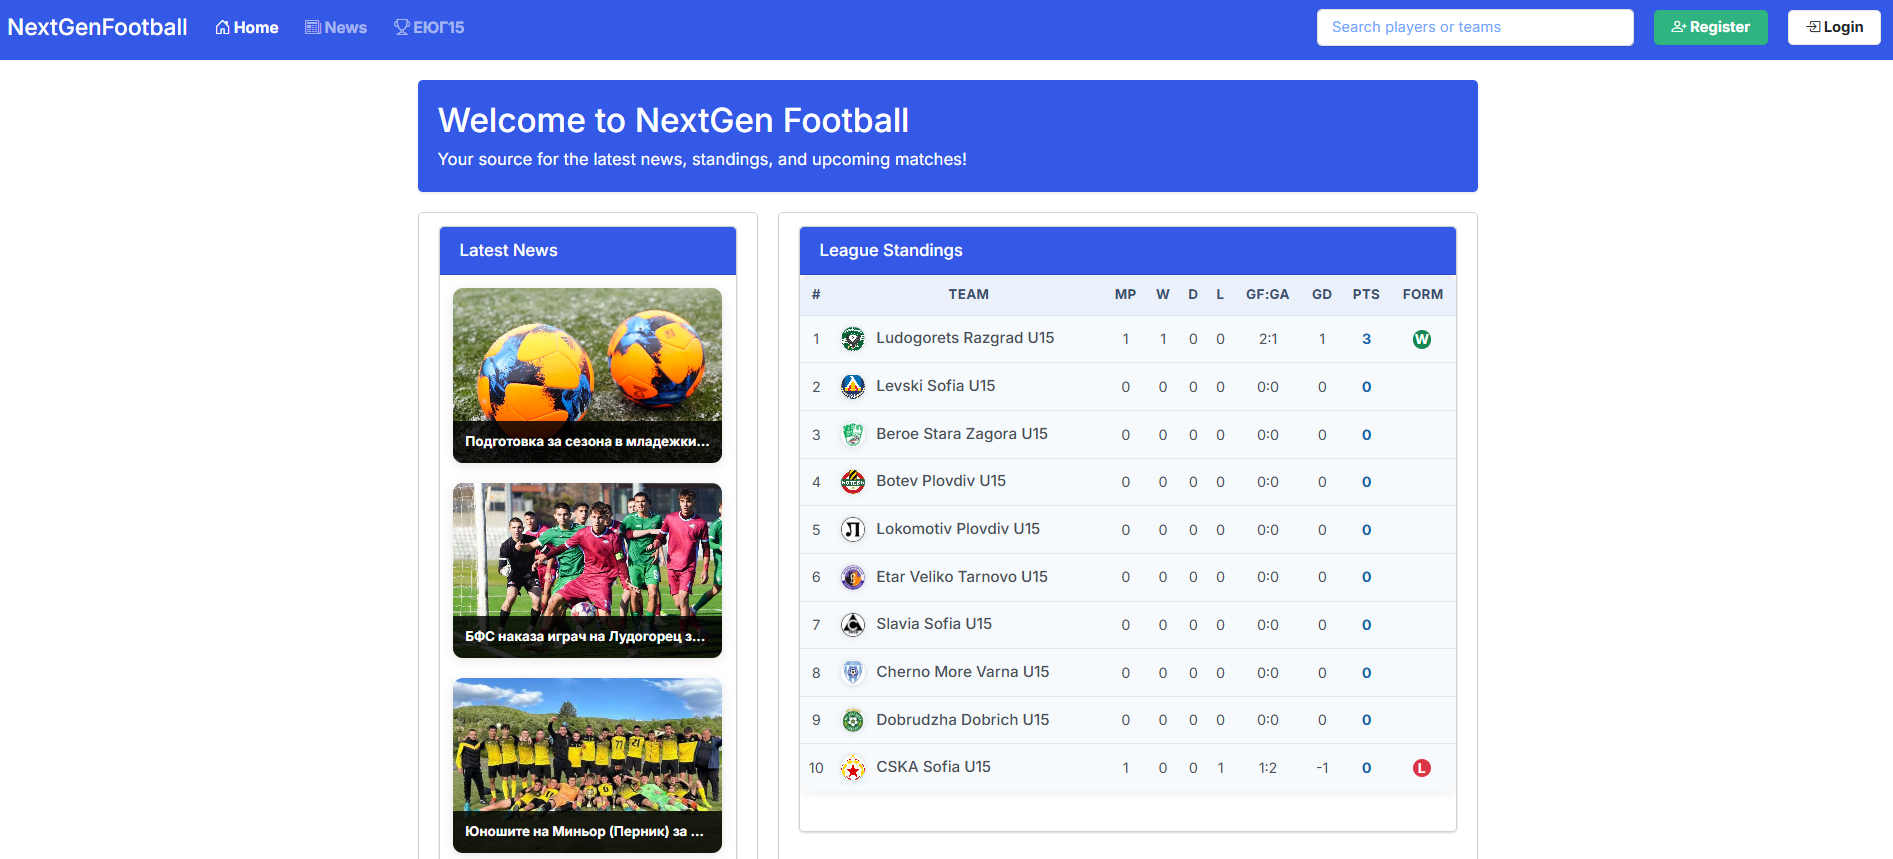 NextGenFootball Home News ЕЮГ15 Search players or teams Register Login
Welcome to NextGen Football
Your source for the latest news, standings, and upcoming matches!
Latest News
Подготовка за сезона в младежки...
БФС наказа играч на Лудогорец з...
Юношите на Миньор (Перник) за ...
League Standings
# TEAM MP W D L GF:GA GD PTS FORM
1 Ludogorets Razgrad U15 1 1 0 0 2:1 1 3 W
2 Levski Sofia U15 0 0 0 0 0:0 0 0
3 Beroe Stara Zagora U15 0 0 0 0 0:0 0 0
4 Botev Plovdiv U15 0 0 0 0 0:0 0 0
5 Lokomotiv Plovdiv U15 0 0 0 0 0:0 0 0
6 Etar Veliko Tarnovo U15 0 0 0 0 0:0 0 0
7 Slavia Sofia U15 0 0 0 0 0:0 0 0
8 Cherno More Varna U15 0 0 0 0 0:0 0 0
9 Dobrudzha Dobrich U15 0 0 0 0 0:0 0 0
10 CSKA Sofia U15 1 0 0 1 1:2 -1 0 L